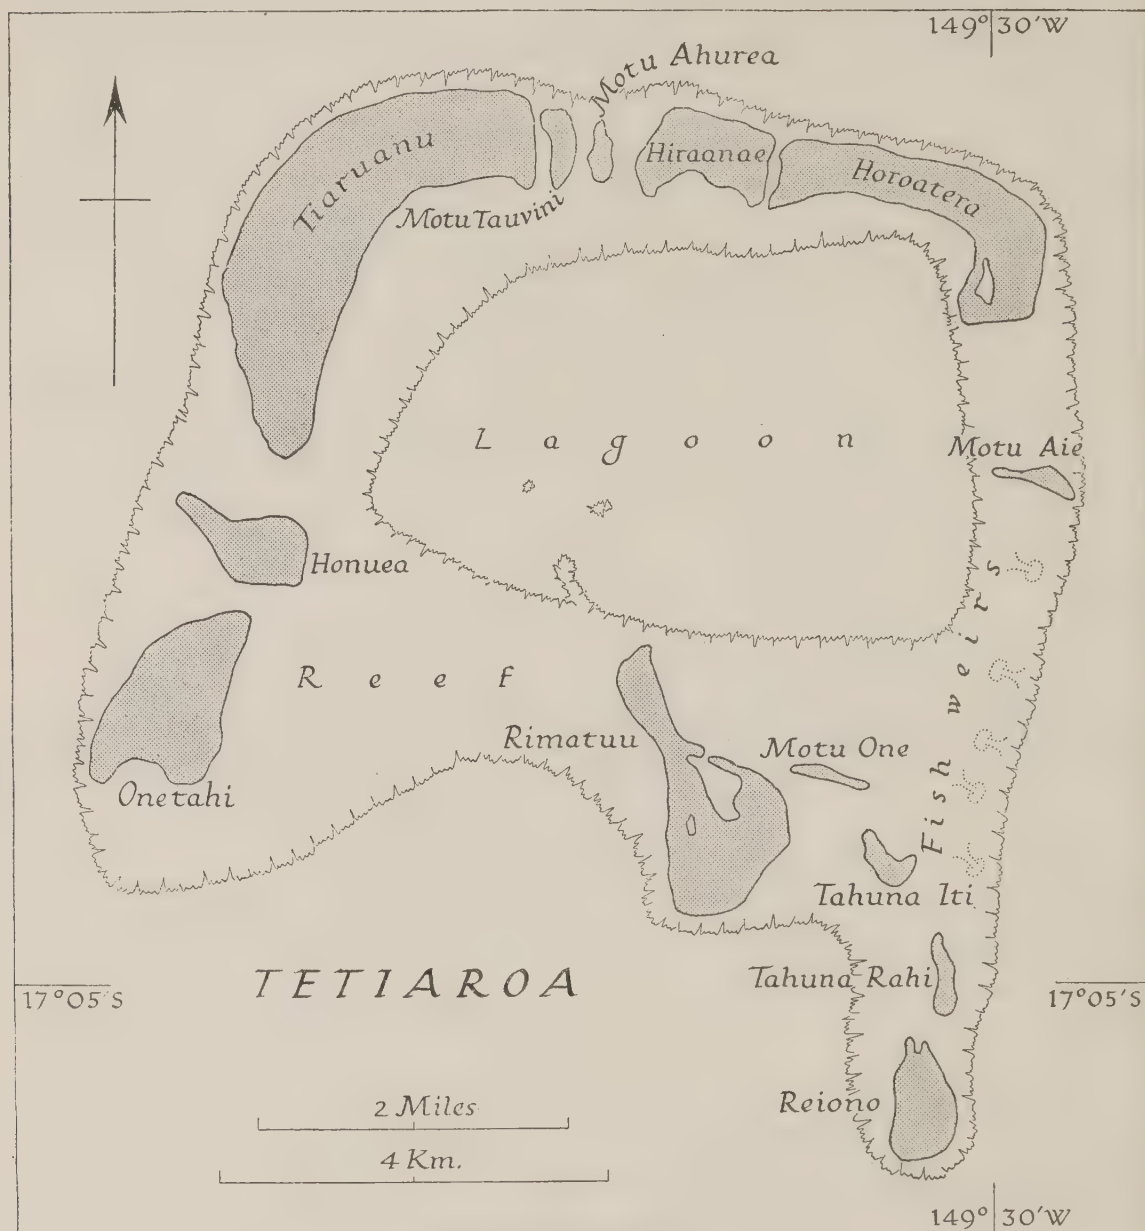 149° 30'W
Motu Ahurea
Tiaruanu
Hiraanae
Horoatera
Motu Tauvini
Lagoon
Motu Aie
Honuea
Fish weirs
Reef
Rimatuu
Motu One
Onetahi
Tahuna Iti
TETIAROA
Tahuna Rahi
17°05'S
17°05'S
2 Miles
Reiono
4 Km.
149° 30'W